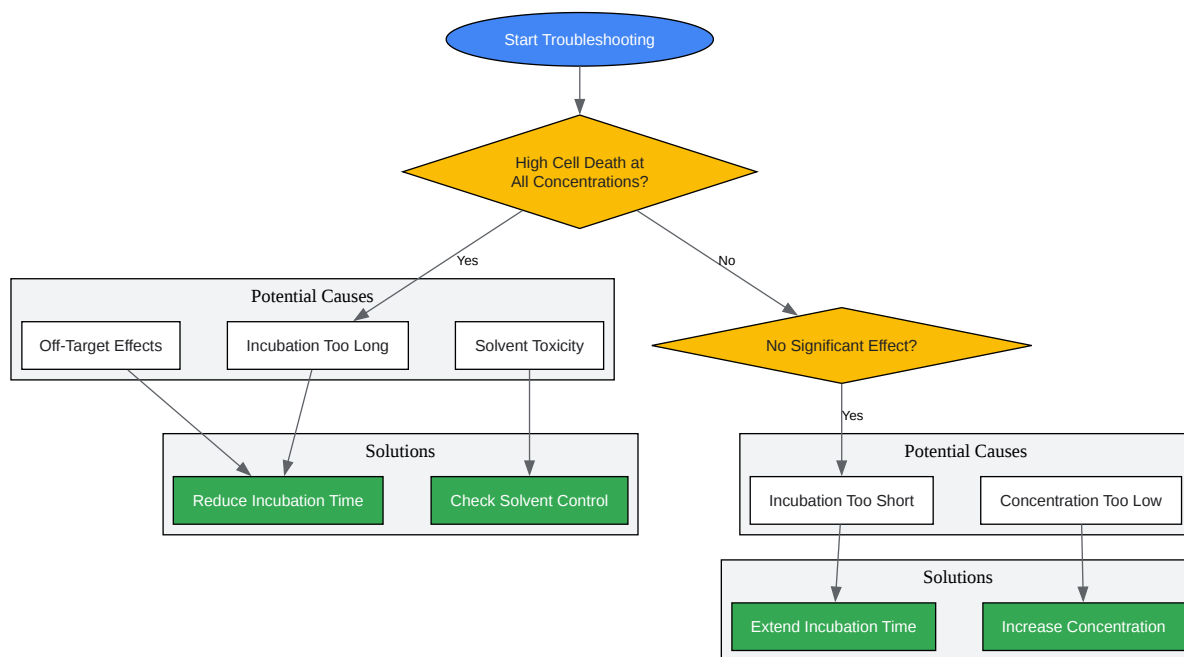 Start Troubleshooting
High Cell Death at
All Concentrations?
Yes
No
Potential Causes
Off-Target Effects
Incubation Too Long
Solvent Toxicity
No Significant Effect?
Yes
Solutions
Reduce Incubation Time
Check Solvent Control
Potential Causes
Incubation Too Short
Concentration Too Low
Solutions
Extend Incubation Time
Increase Concentration